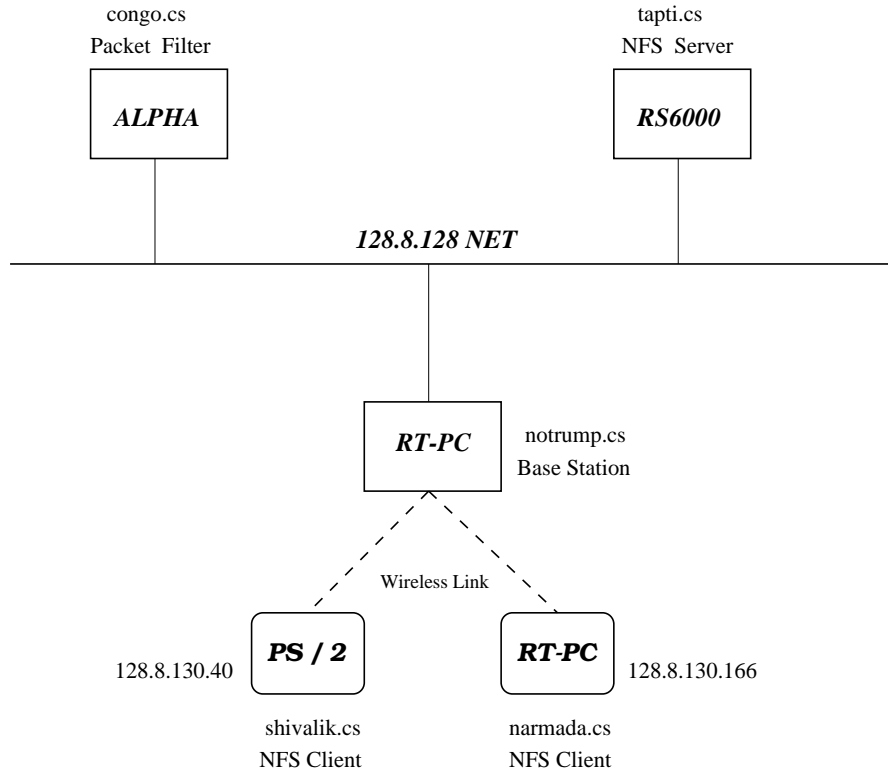 congo.cs
Packet Filter
ALPHA
tapti.cs
NFS Server
RS6000
128.8.128 NET
RT-PC
notrump.cs
Base Station
Wireless Link
128.8.130.40
PS / 2
RT-PC
128.8.130.166
shivalik.cs
NFS Client
narmada.cs
NFS Client